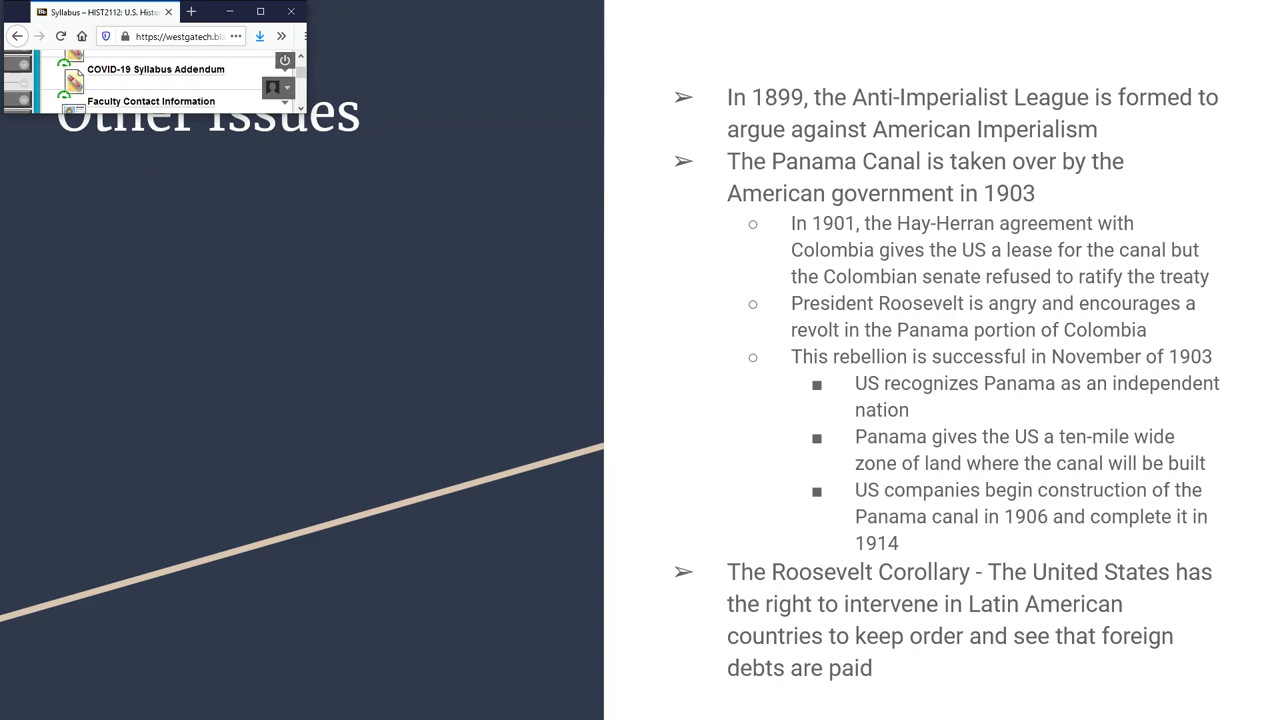 Syllabus – HIST2112: U.S. Histo
https://westgatech.bla
COVID-19 Syllabus Addendum
Faculty Contact Information
Other Issues
➢ In 1899, the Anti-Imperialist League is formed to
argue against American Imperialism
➢ The Panama Canal is taken over by the
American government in 1903
○ In 1901, the Hay-Herran agreement with
Colombia gives the US a lease for the canal but
the Colombian senate refused to ratify the treaty
○ President Roosevelt is angry and encourages a
revolt in the Panama portion of Colombia
○ This rebellion is successful in November of 1903
■ US recognizes Panama as an independent
nation
■ Panama gives the US a ten-mile wide
zone of land where the canal will be built
■ US companies begin construction of the
Panama canal in 1906 and complete it in
1914
➢ The Roosevelt Corollary - The United States has
the right to intervene in Latin American
countries to keep order and see that foreign
debts are paid